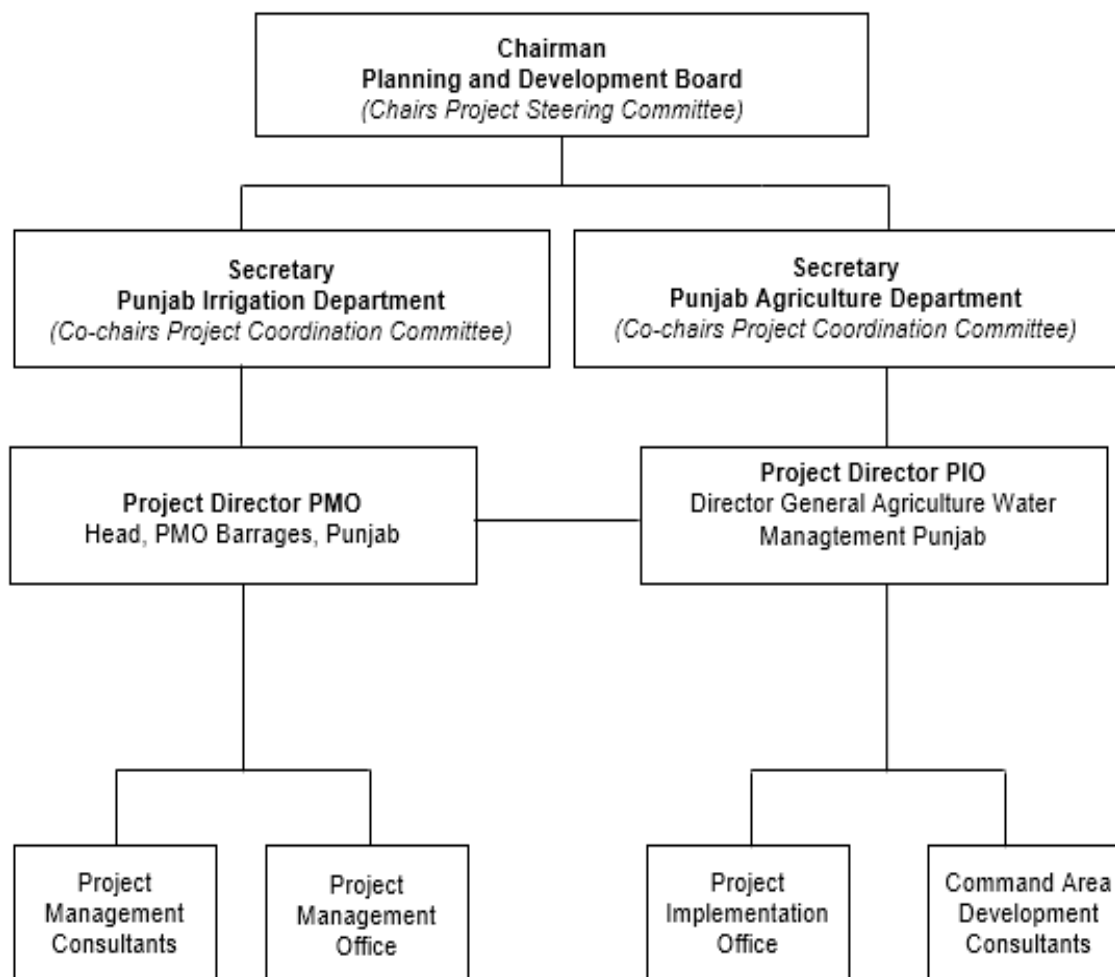 Chairman
Planning and Development Board
(Chairs Project Steering Committee)
Secretary
Punjab Irrigation Department
(Co-chairs Project Coordination Committee)
Secretary
Punjab Agriculture Department
(Co-chairs Project Coordination Committee)
Project Director PMO
Head, PMO Barrages, Punjab
Project Director PIO
Director General Agriculture Water
Managtement Punjab
Project
Management
Consultants
Project
Management
Office
Project
Implementation
Office
Command Area
Development
Consultants